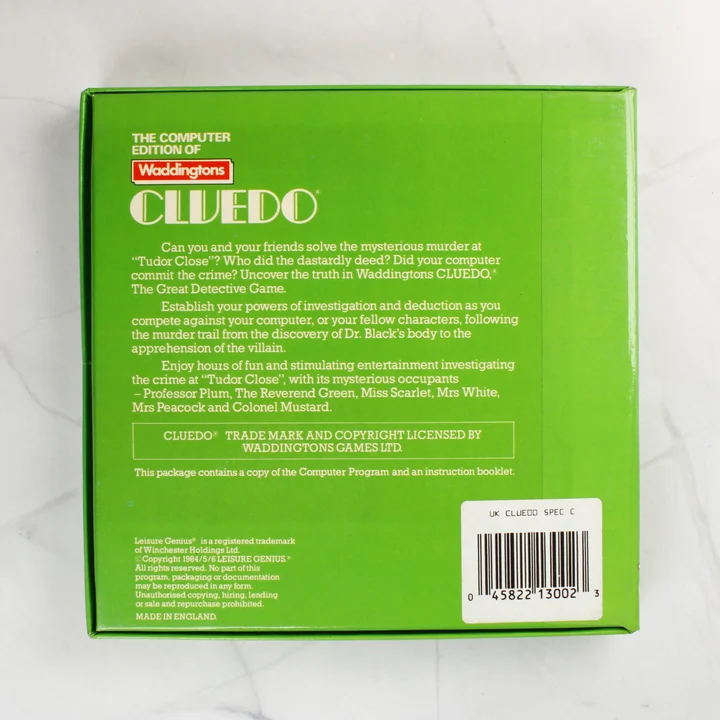 THE COMPUTER
EDITION OF
Waddingtons
CLUEDO®
Can you and your friends solve the mysterious murder at
“Tudor Close”? Who did the dastardly deed? Did your computer
commit the crime? Uncover the truth in Waddingtons CLUEDO,®
The Great Detective Game.
Establish your powers of investigation and deduction as you
compete against your computer, or your fellow characters, following
the murder trail from the discovery of Dr. Black's body to the
apprehension of the villain.
Enjoy hours of fun and stimulating entertainment investigating
the crime at “Tudor Close”, with its mysterious occupants
– Professor Plum, The Reverend Green, Miss Scarlet, Mrs White,
Mrs Peacock and Colonel Mustard.
CLUEDO® TRADE MARK AND COPYRIGHT LICENSED BY
WADDINGTONS GAMES LTD.
This package contains a copy of the Computer Program and an instruction booklet.
Leisure Genius® is a registered trademark
of Winchester Holdings Ltd.
© Copyright 1984/5/6 LEISURE GENIUS.®
All rights reserved. No part of this
program, packaging or documentation
may be reproduced in any form.
Unauthorised copying, hiring, lending
or sale and repurchase prohibited.
MADE IN ENGLAND.
UK CLUEDO SPEC C
0 45822 13002 3